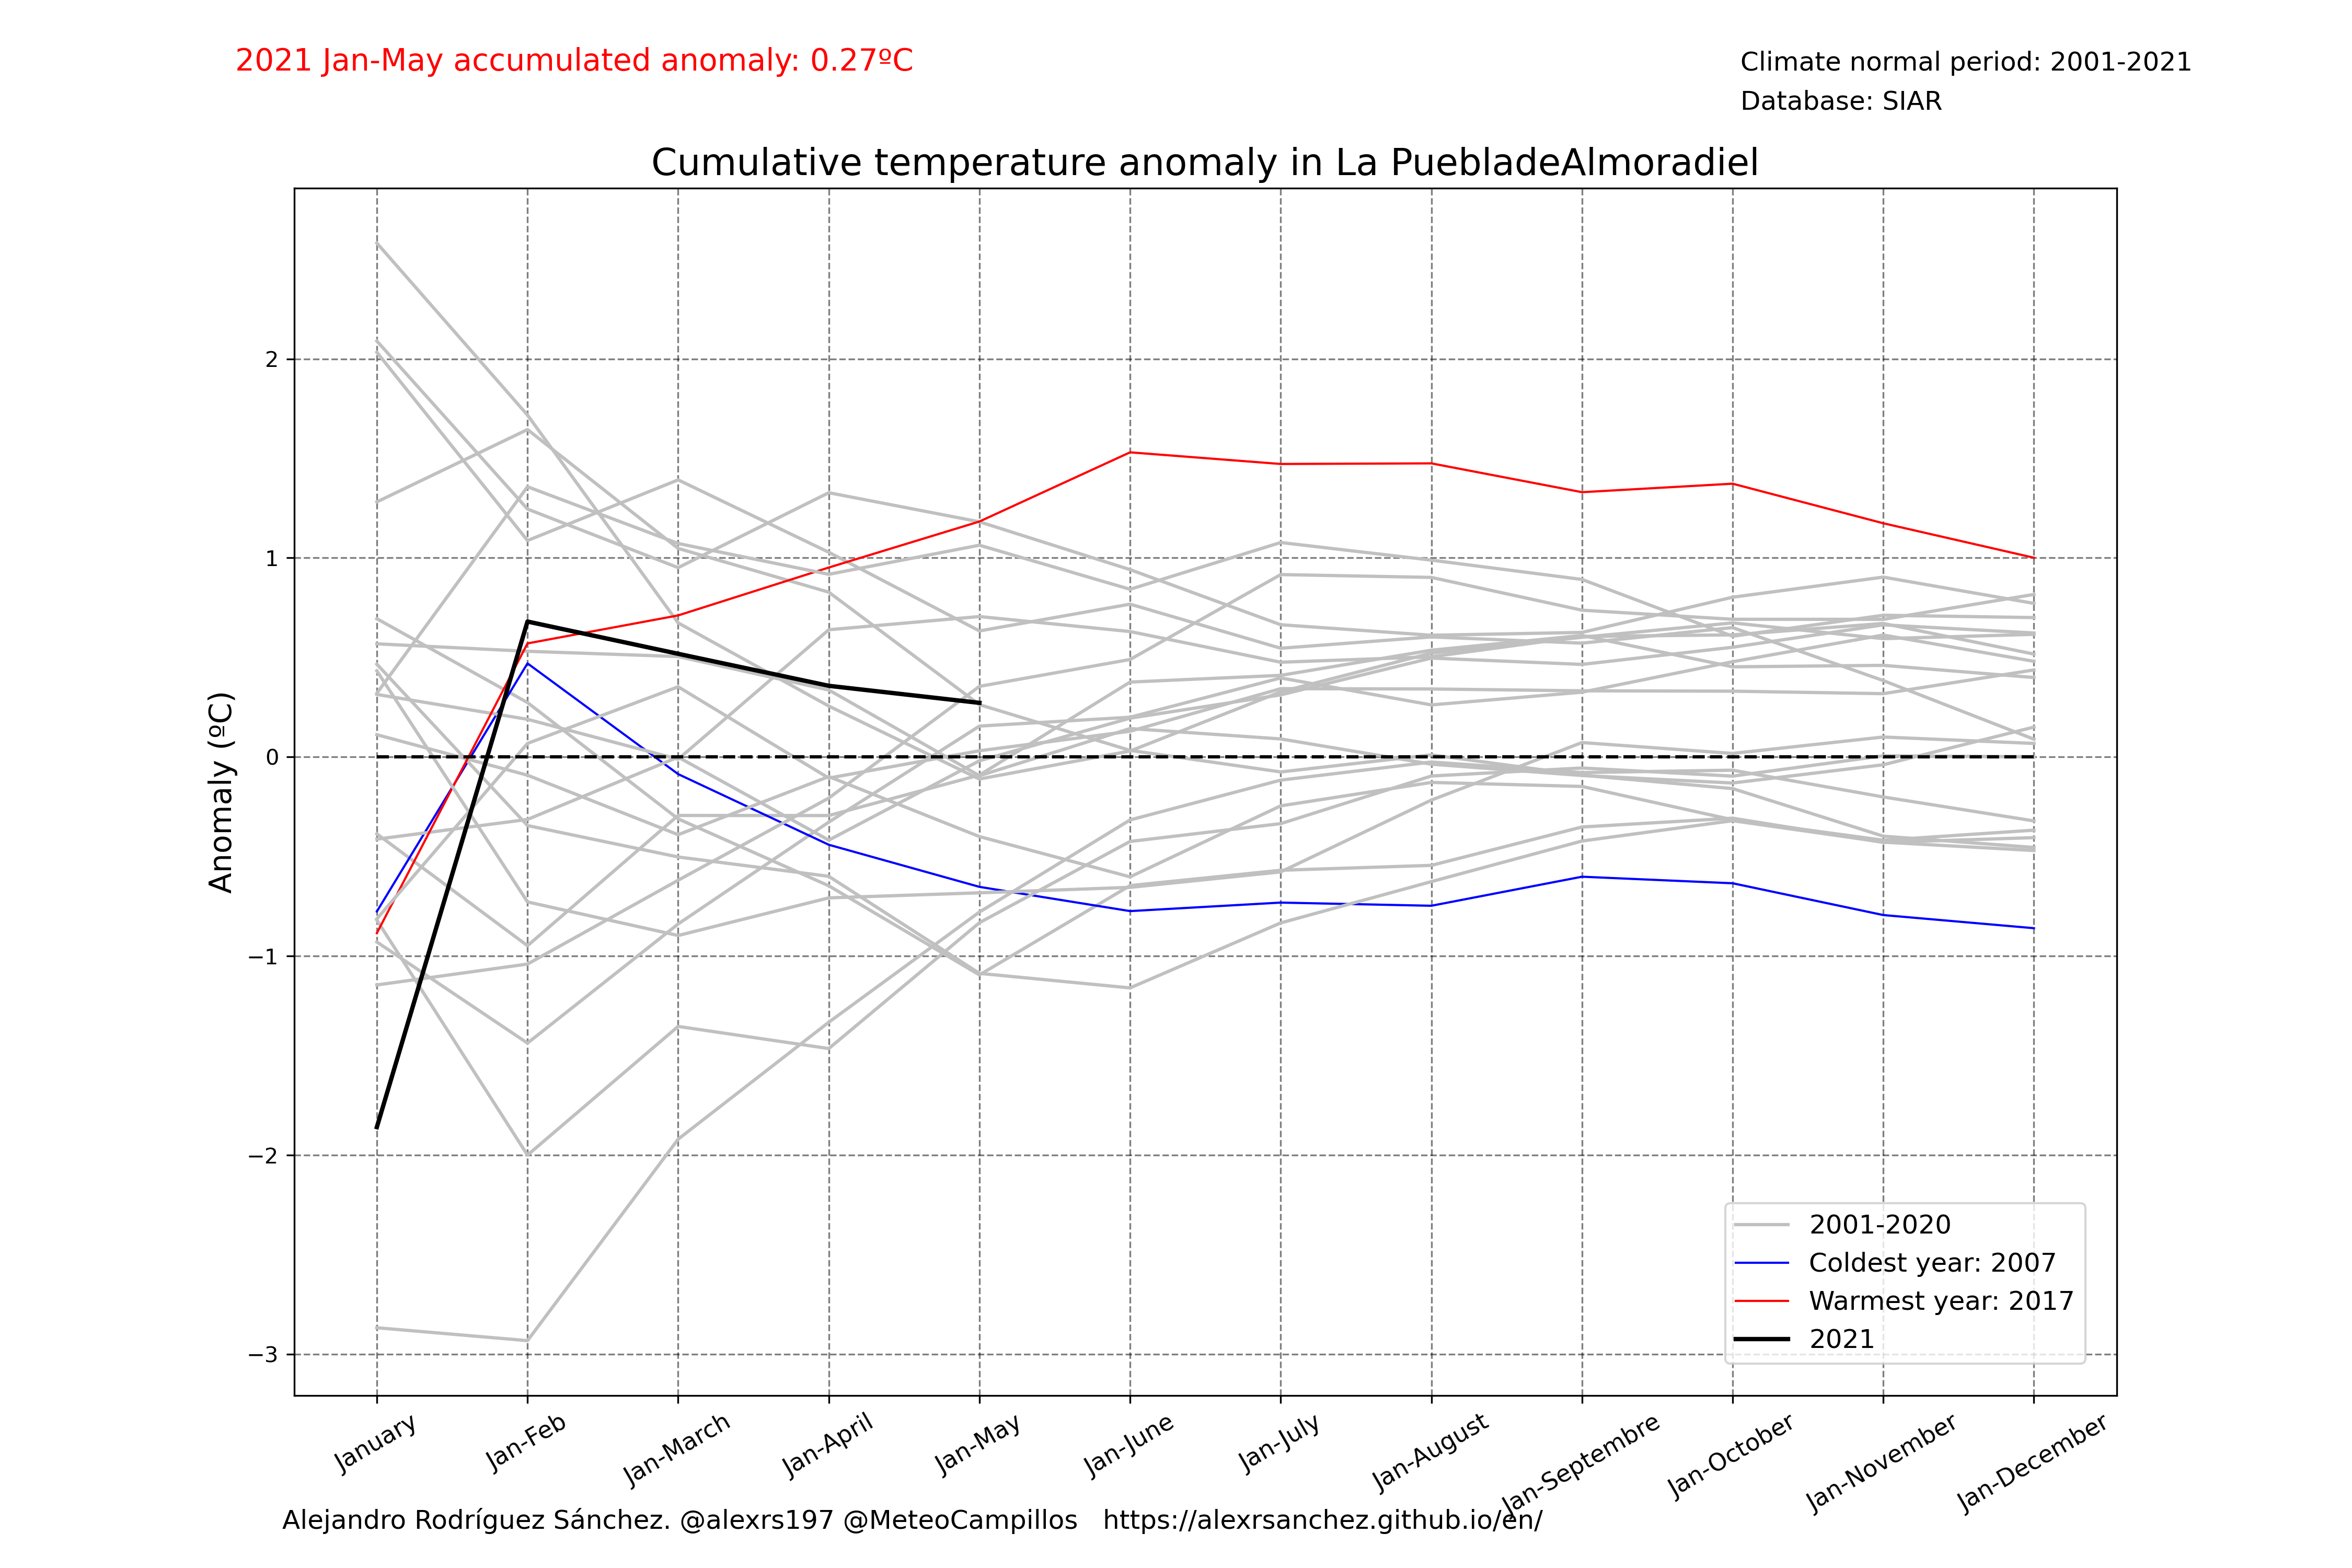 2021 Jan-May accumulated anomaly: 0.27ºC
Climate normal period: 2001-2021
Database: SIAR
Cumulative temperature anomaly in La PuebladeAlmoradiel
Anomaly (ºC)
2
1
0
−1
−2
−3
2001-2020
Coldest year: 2007
Warmest year: 2017
2021
January
Jan-Feb
Jan-March
Jan-April
Jan-May
Jan-June
Jan-July
Jan-August
Jan-Septembre
Jan-October
Jan-November
Jan-December
Alejandro Rodríguez Sánchez. @alexrs197 @MeteoCampillos https://alexrsanchez.github.io/en/